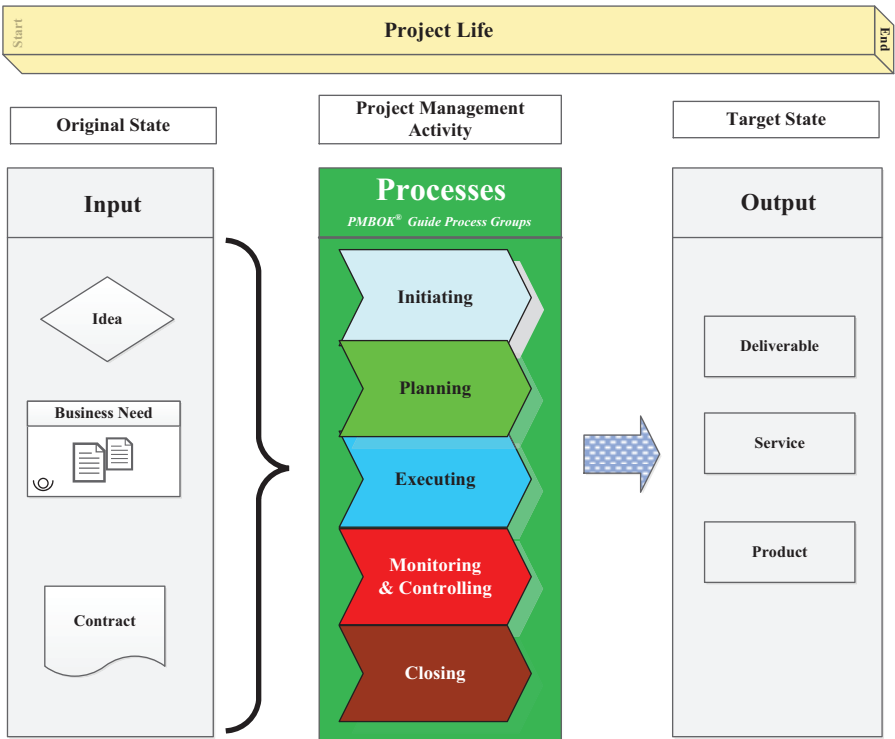 Start
Project Life
End
Original State
Project Management
Activity
Target State
Input
Idea
Business Need
Contract
Processes
PMBOK® Guide Process Groups
Initiating
Planning
Executing
Monitoring
& Controlling
Closing
Output
Deliverable
Service
Product